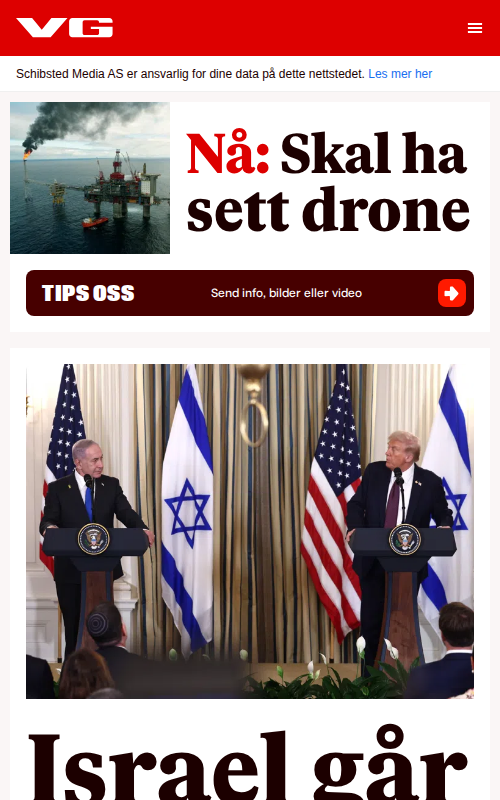 VG
Schibsted Media AS er ansvarlig for dine data på dette nettstedet. Les mer her
Nå: Skal ha
sett drone
TIPS OSS
Send info, bilder eller video
Israel går